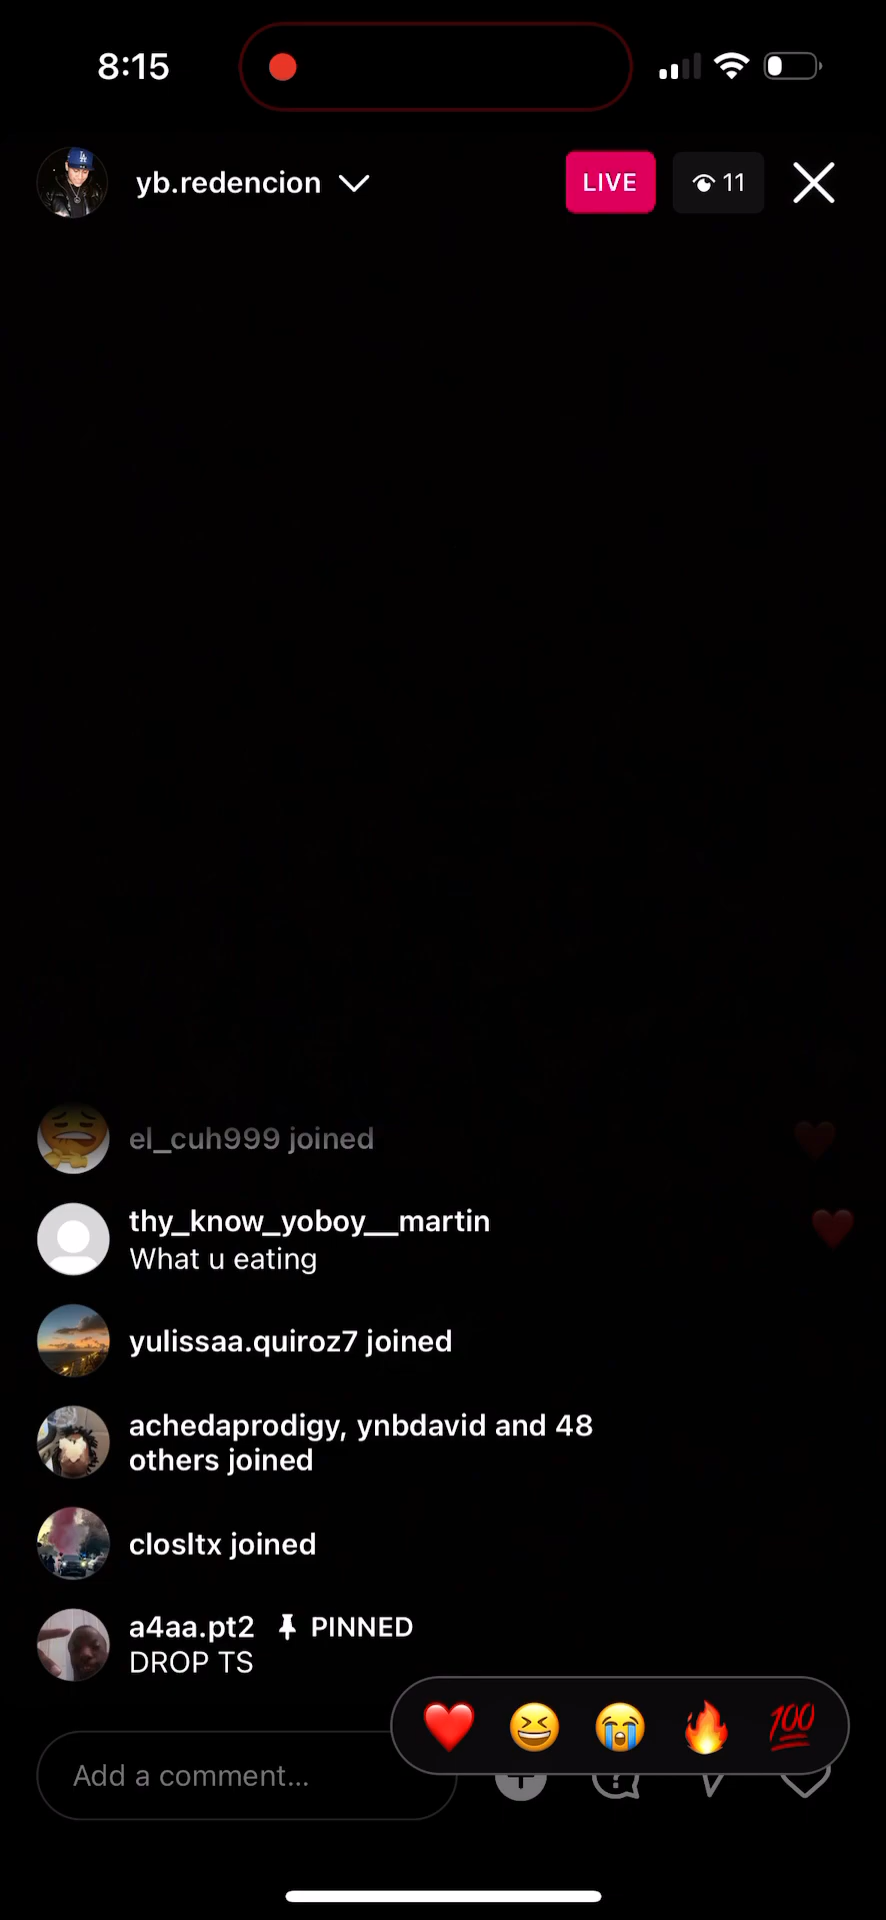 8:15
yb.redencion
LIVE
11
el_cuh999 joined
thy_know_yoboy__martin
What u eating
yulissaa.quiroz7 joined
achedaprodigy, ynbdavid and 48
others joined
closltx joined
a4aa.pt2 PINNED
DROP TS
Add a comment...